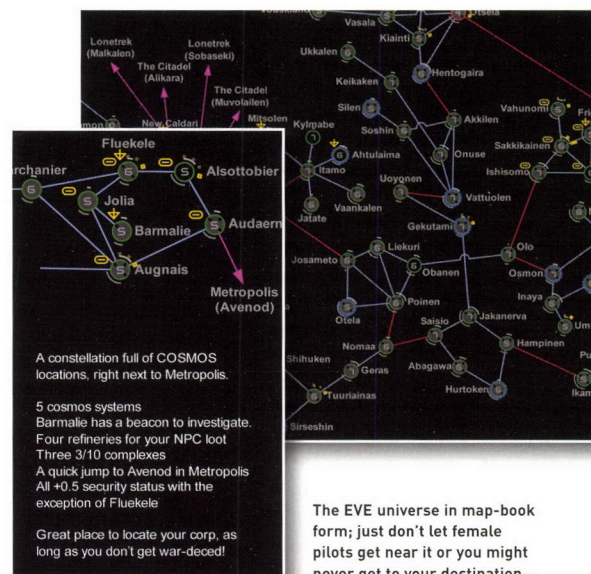 Vasala
Otsela
Kiainti
Lonetrek
(Malkalen)
Lonetrek
(Sobaseki)
The Citadel
(Alikara)
The Citadel
(Muvolailen)
New Caldari
Mitsolen
Ukkalen
Hentogaira
Keikaken
Silen
Akkilen
Soshin
Kylmabe
Vahunomi
Sakkikainen
Ahtulaima
Itamo
Onuse
Ishisomo
Uoyonen
Vattuolen
Jatate
Vaankalen
Gekutami
Liekuri
Josameto
Obanen
Olo
Osmon
Poinen
Inaya
Otela
Jakanerva
Saisio
Nomaa
Hampinen
Shihuken
Geras
Abagawa
Hurtoken
Tuuriainas
Sirseshin
Fluekele
Alsottobier
Jolia
Barmalie
Audaern
Augnais
Metropolis
(Avenod)
A constellation full of COSMOS
locations, right next to Metropolis.
5 cosmos systems
Barmalie has a beacon to investigate.
Four refineries for your NPC loot
Three 3/10 complexes
A quick jump to Avenod in Metropolis
All +0.5 security status with the
exception of Fluekele
Great place to locate your corp, as
long as you don't get war-deced!
The EVE universe in map-book
form; just don't let female
pilots get near it or you might
never get to your destination